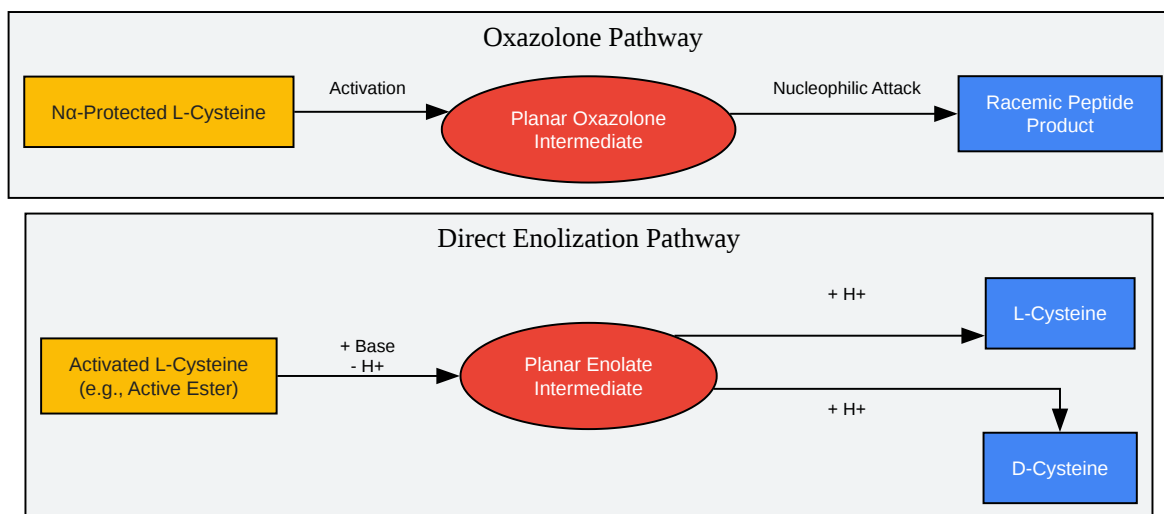 Oxazolone Pathway
Nα-Protected L-Cysteine
Activation
Planar Oxazolone
Intermediate
Nucleophilic Attack
Racemic Peptide
Product
Direct Enolization Pathway
Activated L-Cysteine
(e.g., Active Ester)
+ Base
- H+
Planar Enolate
Intermediate
+ H+
L-Cysteine
+ H+
D-Cysteine